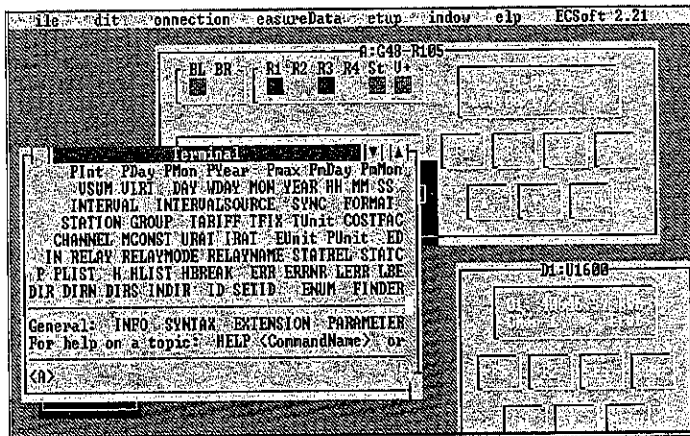 ile dit onnection easureData etup indow elp ECSoft 2.21
A:G48-R105
BL BR R1 R2 R3 R4 St U+
Terminal
PInt PDay PMon PYear Pmax PmDay PmMon
USUM ULRT DAY WDAY MON YEAR HH MM SS
INTERVAL INTERVALSOURCE SYNC FORMAT
STATION GROUP TARIFF TFIX TUnit COSTFAC
CHANNEL MCONST URAT IRAT EUnit PUnit ED
IN RELAY RELAYMODE RELAYNAME STATREL STATC
P PLIST H HLIST HBREAK ERR ERRNR LERR LBE
DIR DIRN DIRS INDIR ID SETID ENUM FINDER
General: INFO SYNTAX EXTENSION PARAMETER
For help on a topic: HELP <CommandName> or
<A>
D1:U1600